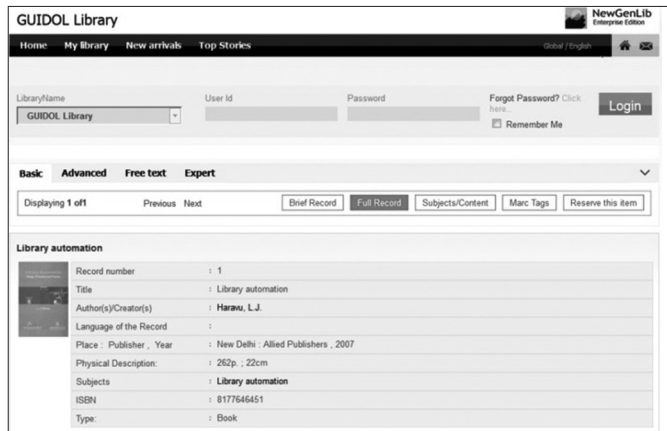 GUIDOL Library
NewGenLib
Enterprise Edition
Home My library New arrivals Top Stories Global / English
LibraryName User Id Password Forgot Password? Click here...
GUIDOL Library Login
Remember Me
Basic Advanced Free text Expert
Displaying 1 of1 Previous Next Brief Record Full Record Subjects/Content Marc Tags Reserve this item
Library automation
Record number : 1
Title : Library automation
Author(s)/Creator(s) : Haravu, L.J.
Language of the Record :
Place : Publisher , Year : New Delhi : Allied Publishers , 2007
Physical Description: : 262p. ; 22cm
Subjects : Library automation
ISBN : 8177646451
Type: : Book